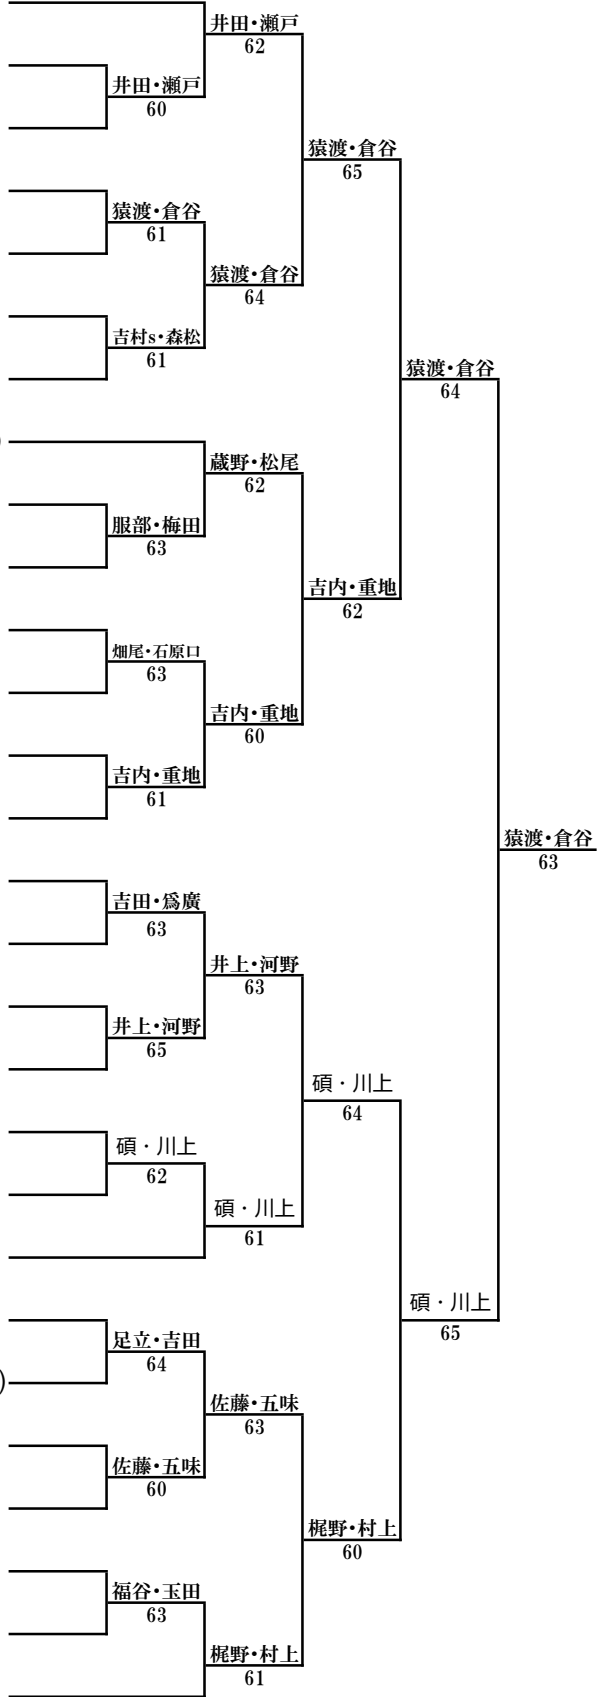 井田・瀬戸
62
井田・瀬戸
60
猿渡・倉谷
65
猿渡・倉谷
61
猿渡・倉谷
64
吉村s・森松
61
猿渡・倉谷
64
)
蔵野・松尾
62
服部・梅田
63
吉内・重地
62
畑尾・石原口
63
吉内・重地
60
吉内・重地
61
猿渡・倉谷
63
吉田・爲廣
63
井上・河野
63
井上・河野
65
碩・川上
64
碩・川上
62
碩・川上
61
碩・川上
65
足立・吉田
64
)
佐藤・五味
63
佐藤・五味
60
梶野・村上
60
福谷・玉田
63
梶野・村上
61